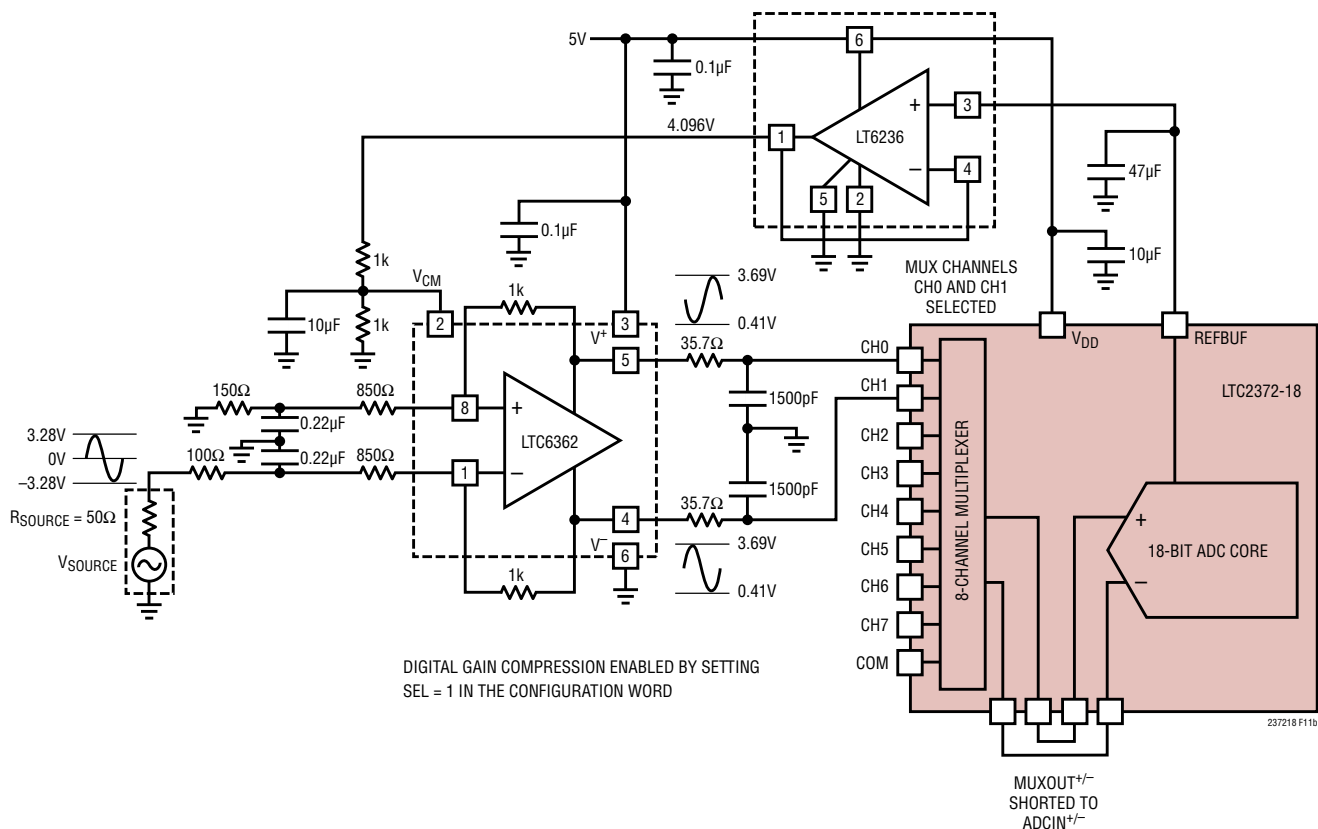 5V
6
0.1µF
+
3
4.096V
1
LT6236
–
4
47µF
5
2
0.1µF
10µF
1k
MUX CHANNELS
CH0 AND CH1
SELECTED
VCM
1k
3.69V
0.41V
10µF
1k
2
3
V+
VDD
REFBUF
5
35.7Ω
CH0
LTC2372-18
150Ω
850Ω
CH1
1500pF
8
+
0.22µF
LTC6362
CH2
3.28V
0V
–3.28V
100Ω
0.22µF
850Ω
1
–
CH3
1500pF
RSOURCE = 50Ω
35.7Ω
4
CH4
+
18-BIT ADC CORE
–
8-CHANNEL MULTIPLEXER
V–
6
3.69V
0.41V
CH5
VSOURCE
1k
CH6
CH7
COM
DIGITAL GAIN COMPRESSION ENABLED BY SETTING
SEL = 1 IN THE CONFIGURATION WORD
237218 F11b
MUXOUT+/–
SHORTED TO
ADCIN+/–